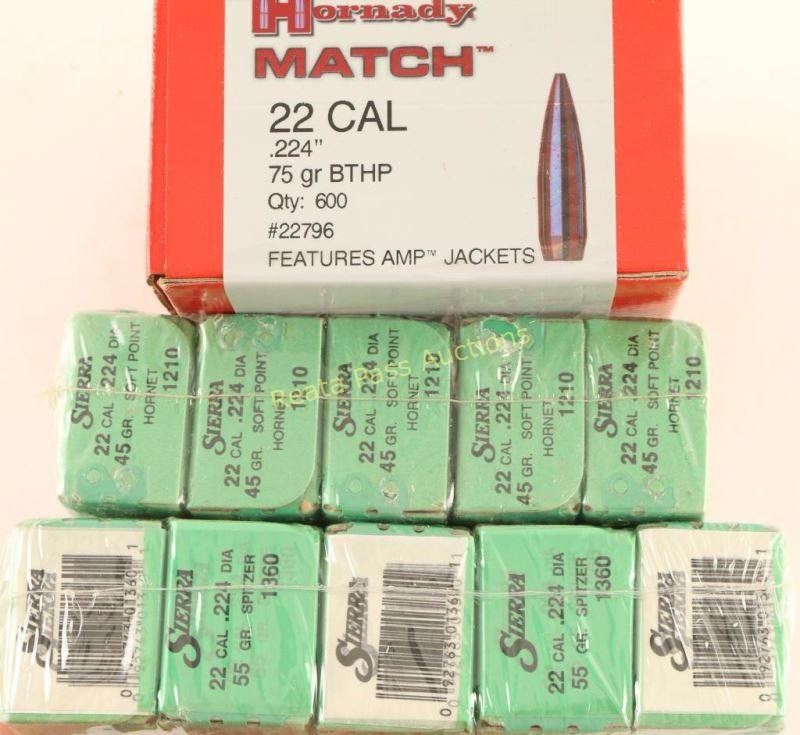 Hornady
MATCH™
22 CAL
.224"
75 gr BTHP
Qty: 600
#22796
FEATURES AMP™ JACKETS
SIERRA
22 CAL .224 DIA
45 GR. SOFT POINT
HORNET
1210
SIERRA
22 CAL .224 DIA
45 GR. SOFT POINT
HORNET
1210
SIERRA
22 CAL .224 DIA
45 GR. SOFT POINT
HORNET
1210
SIERRA
22 CAL .224 DIA
45 GR. SOFT POINT
HORNET
1210
SIERRA
22 CAL .224 DIA
45 GR. SOFT POINT
HORNET
1210
Reata Pass Auctions
SIERRA
SIERRA
22 CAL .224 DIA
55 GR. SPITZER
1360
SIERRA
SIERRA
22 CAL .224 DIA
55 GR. SPITZER
1360
SIERRA